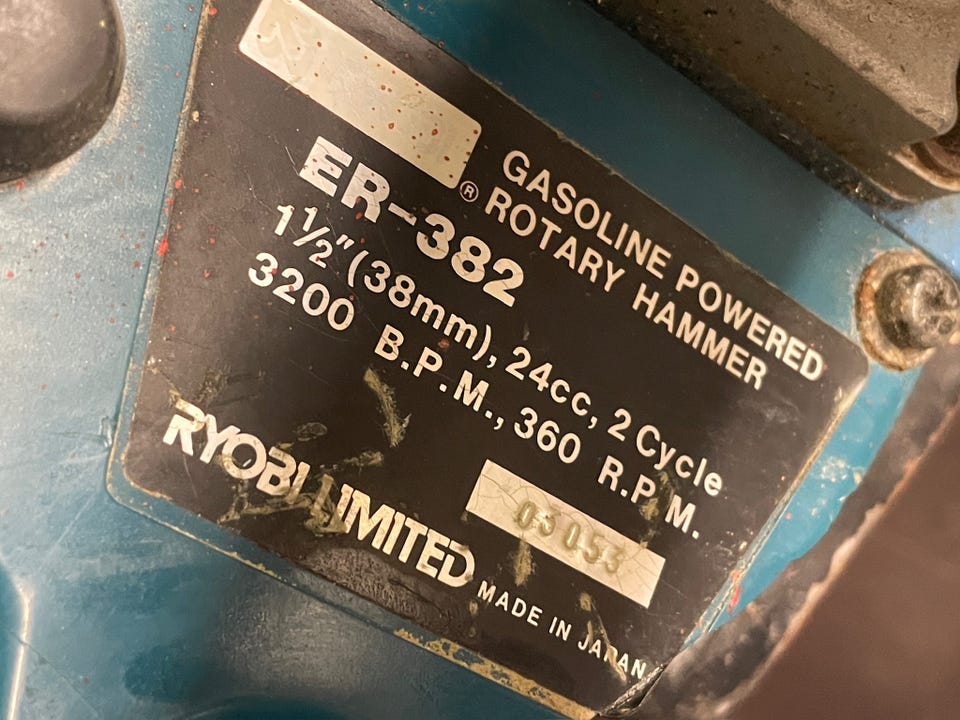 GASOLINE POWERED
® ROTARY HAMMER
ER-382
1½" (38mm), 24cc, 2 Cycle
3200 B.P.M., 360 R.P.M.
RYOBI LIMITED
MADE IN JAPAN